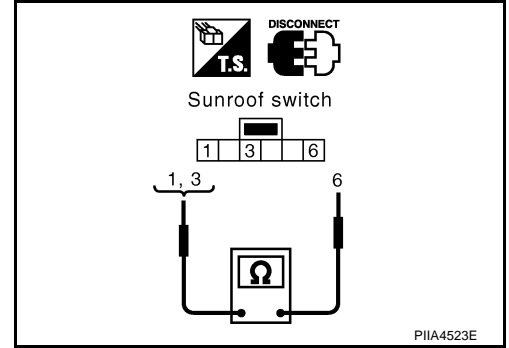 DISCONNECT
T.S.
Sunroof switch
1 3 6
1, 3 6
Ω
PIIA4523E